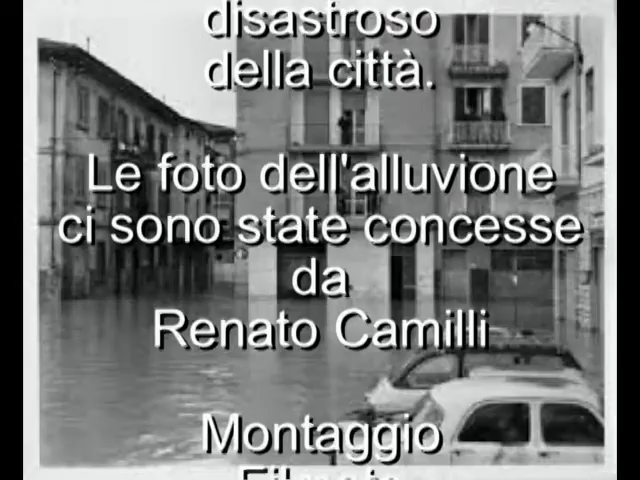 disastroso
della città.
Le foto dell'alluvione
ci sono state concesse
da
Renato Camilli
Montaggio